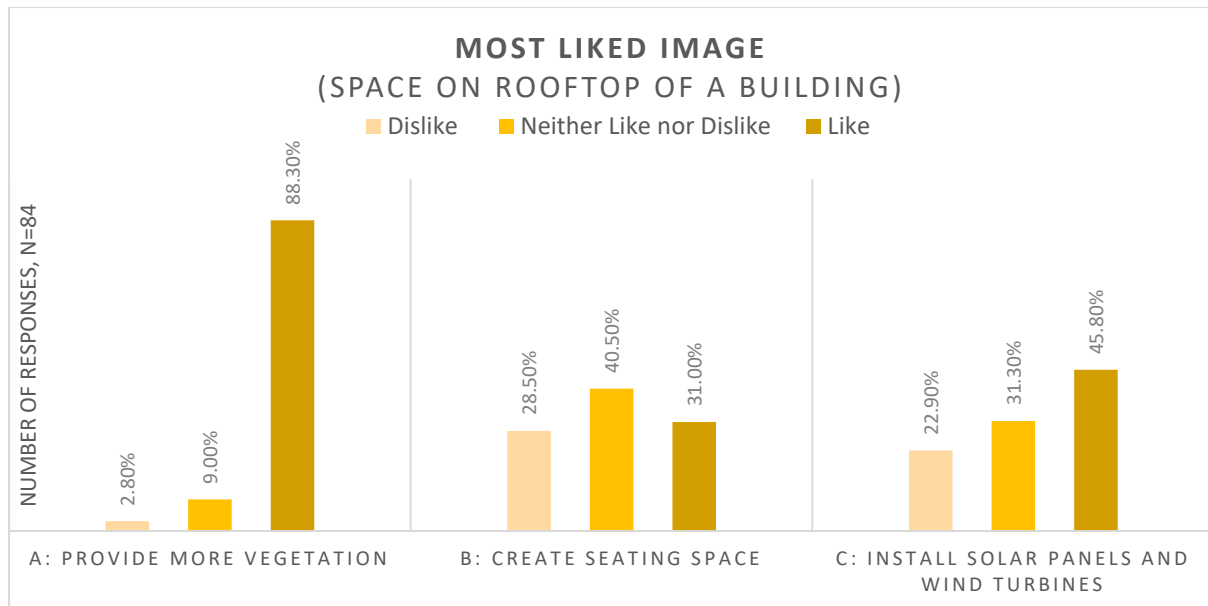 MOST LIKED IMAGE
(SPACE ON ROOFTOP OF A BUILDING)
Dislike Neither Like nor Dislike Like
NUMBER OF RESPONSES, N=84
2.80%
9.00%
88.30%
28.50%
40.50%
31.00%
22.90%
31.30%
45.80%
A: PROVIDE MORE VEGETATION
B: CREATE SEATING SPACE
C: INSTALL SOLAR PANELS AND
WIND TURBINES